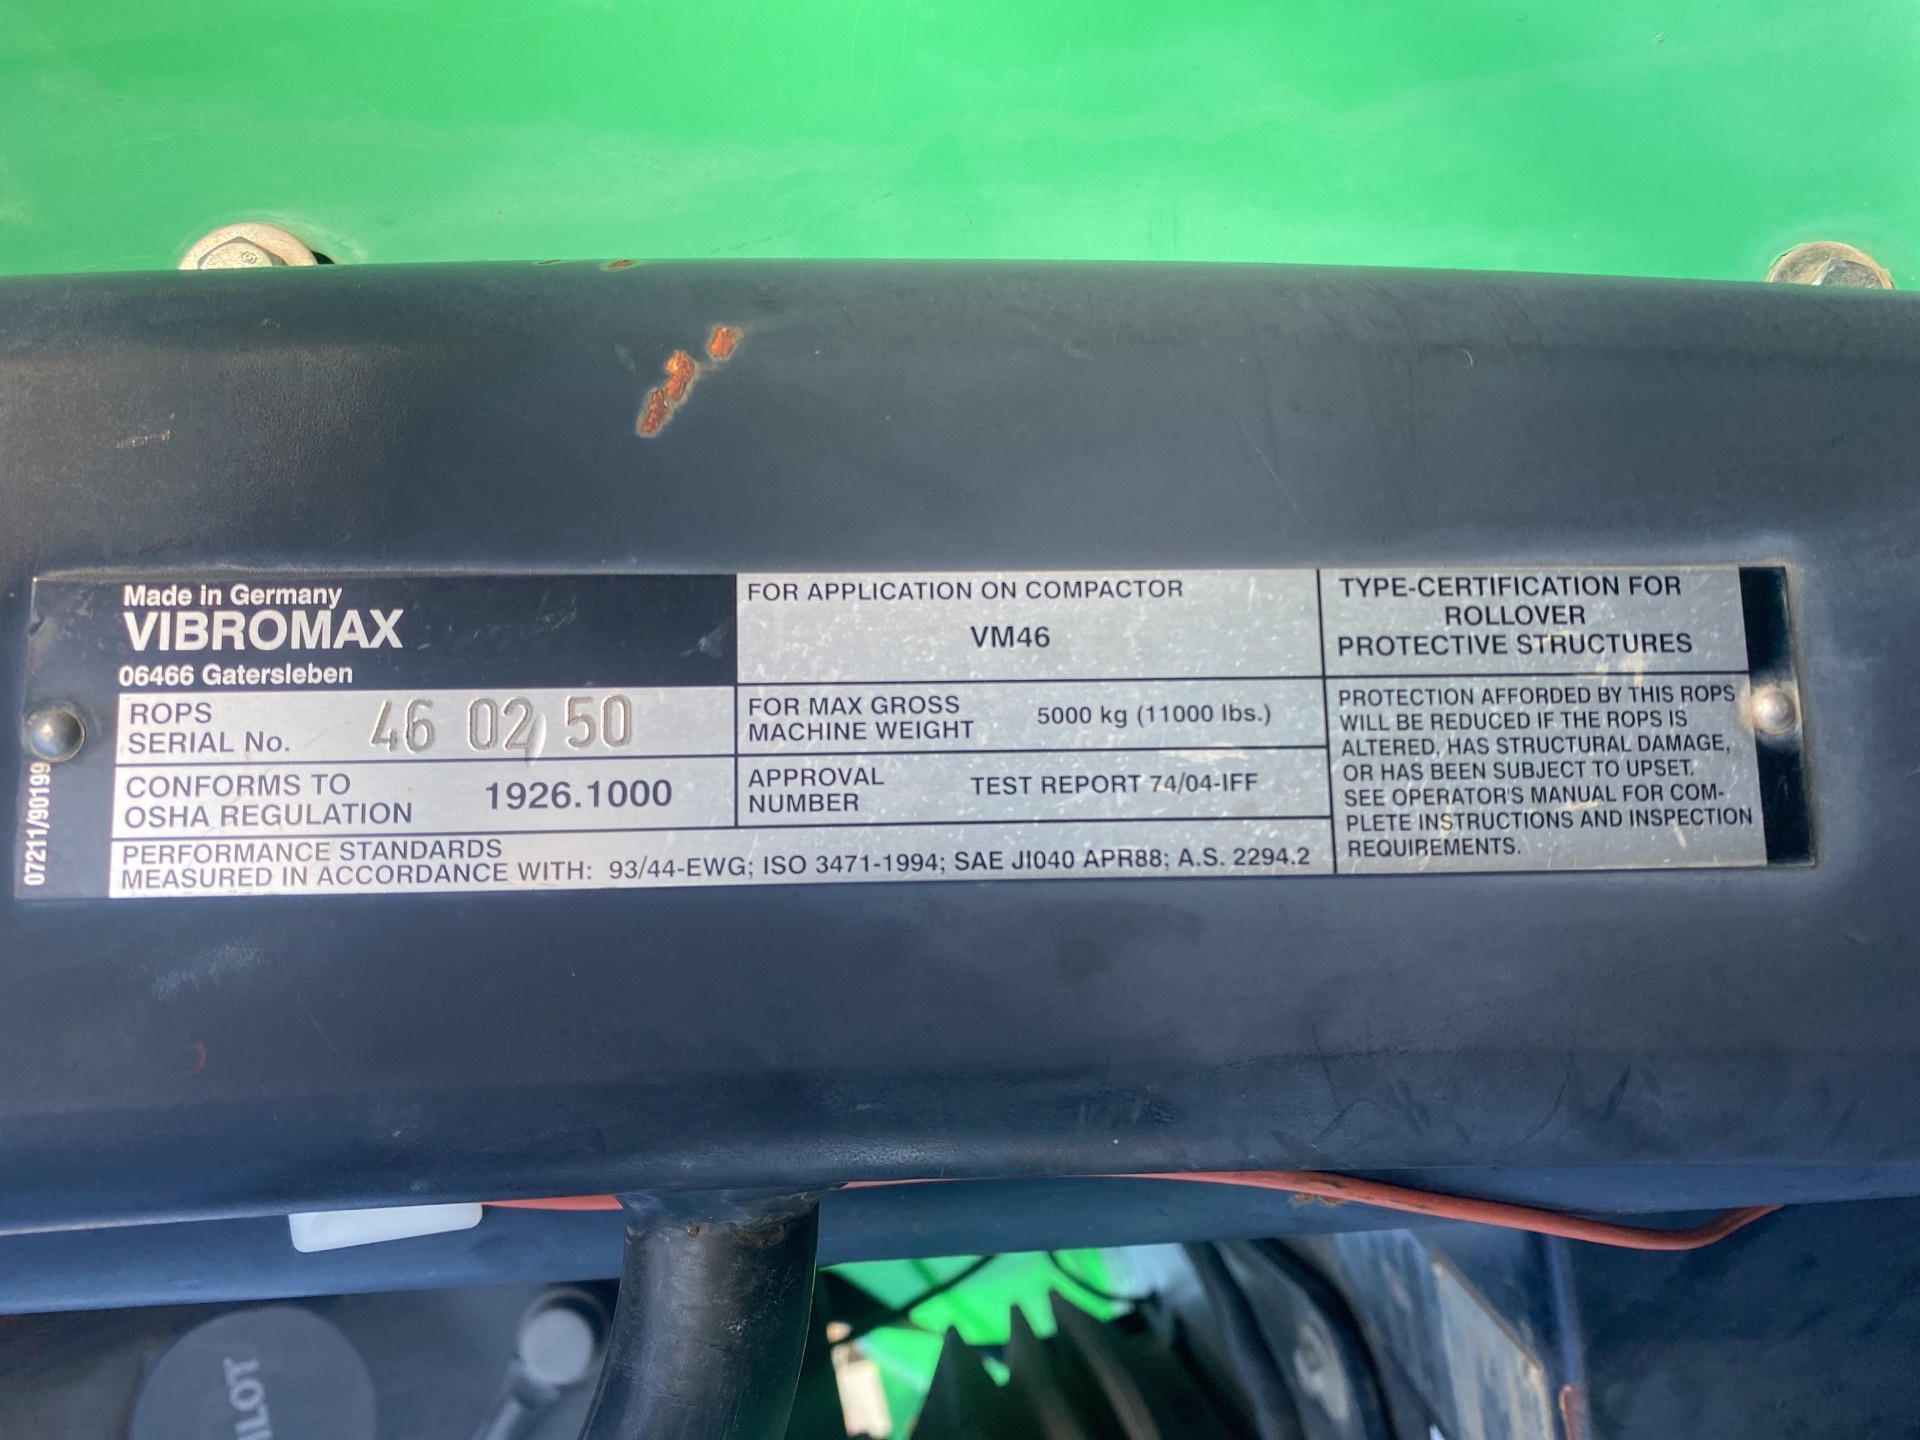 Made in Germany
VIBROMAX
06466 Gatersleben
ROPS
SERIAL No. 46 02 50
CONFORMS TO
OSHA REGULATION 1926.1000
FOR APPLICATION ON COMPACTOR
VM46
FOR MAX GROSS
MACHINE WEIGHT 5000 kg (11000 lbs.)
APPROVAL
NUMBER TEST REPORT 74/04-IFF
PERFORMANCE STANDARDS
MEASURED IN ACCORDANCE WITH: 93/44-EWG; ISO 3471-1994; SAE JI040 APR88; A.S. 2294.2
TYPE-CERTIFICATION FOR
ROLLOVER
PROTECTIVE STRUCTURES
PROTECTION AFFORDED BY THIS ROPS
WILL BE REDUCED IF THE ROPS IS
ALTERED, HAS STRUCTURAL DAMAGE,
OR HAS BEEN SUBJECT TO UPSET.
SEE OPERATOR'S MANUAL FOR COM-
PLETE INSTRUCTIONS AND INSPECTION
REQUIREMENTS.
07211/90199